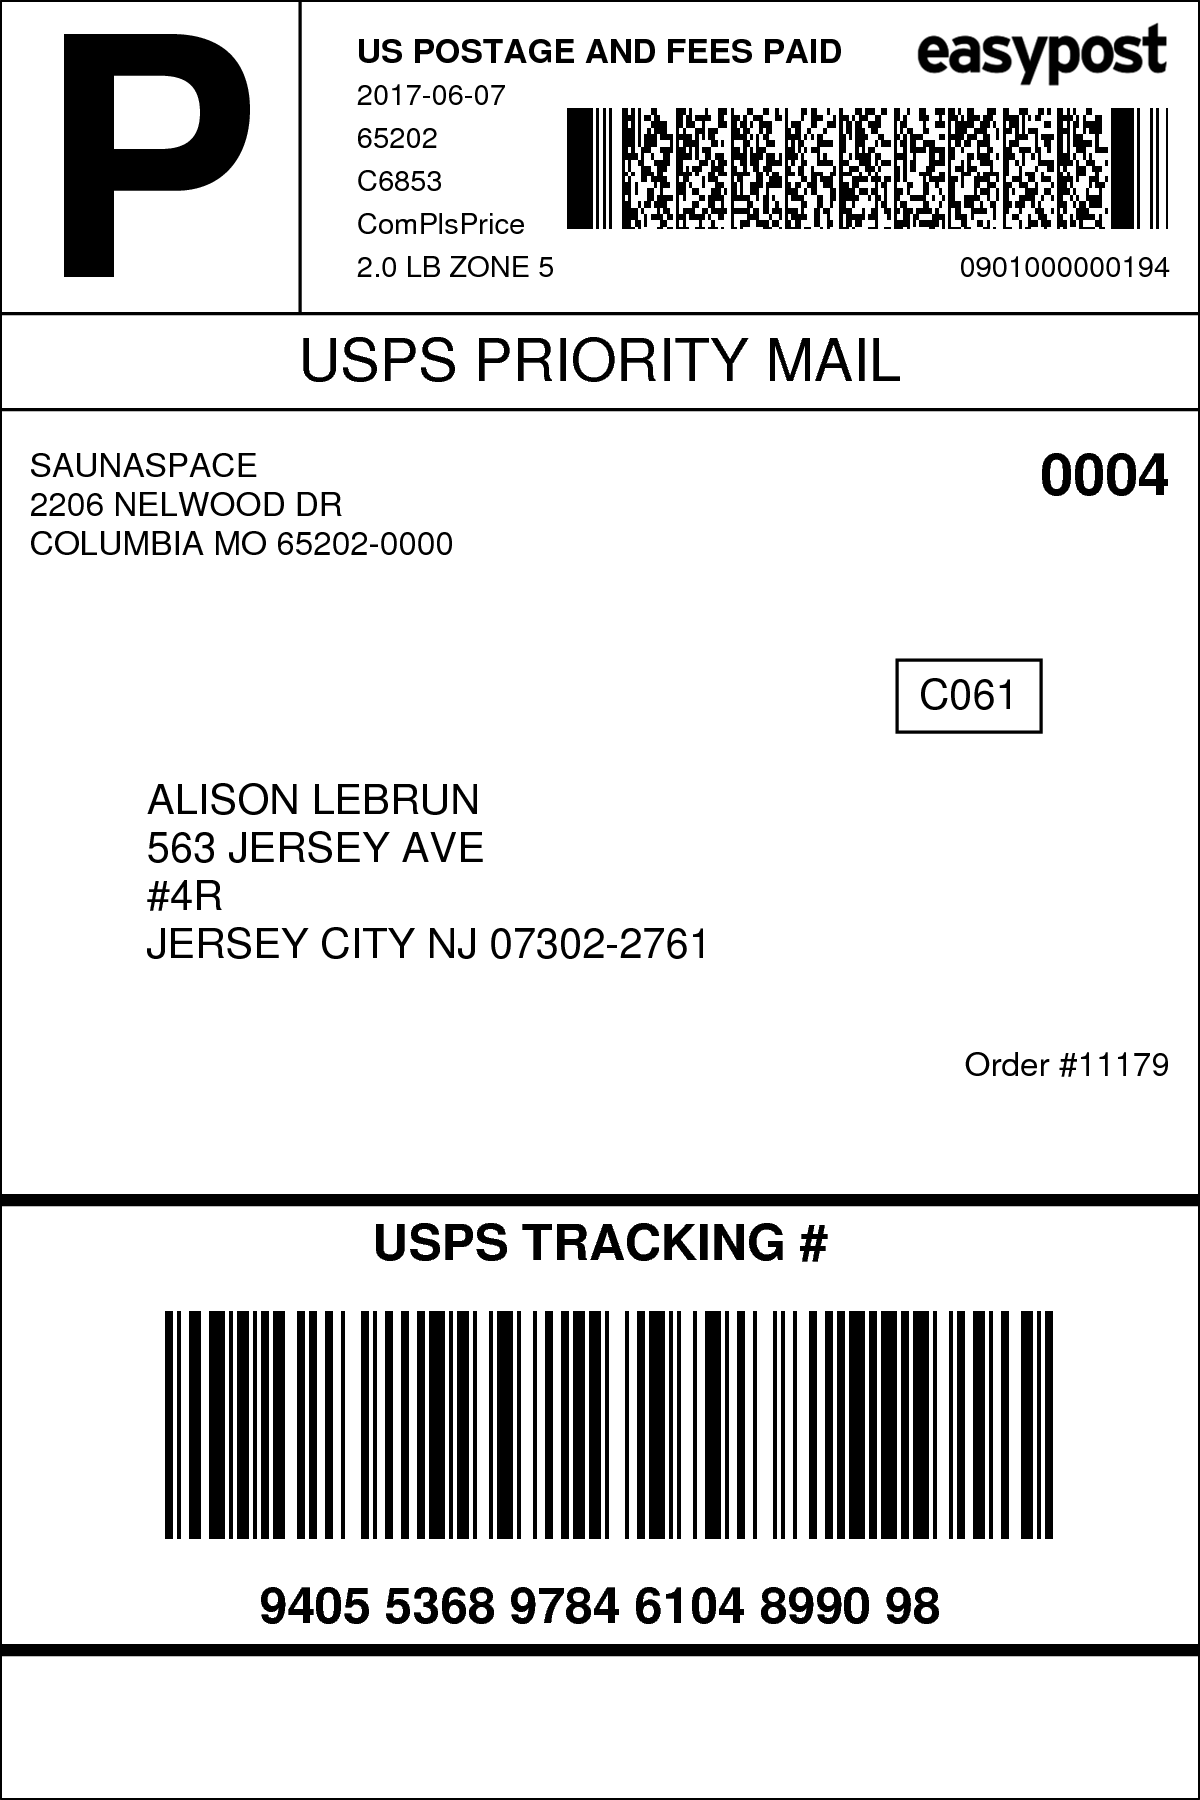 P
US POSTAGE AND FEES PAID
easypost
2017-06-07
65202
C6853
ComPlsPrice
2.0 LB ZONE 5
0901000000194
USPS PRIORITY MAIL
SAUNASPACE
2206 NELWOOD DR
COLUMBIA MO 65202-0000
0004
C061
ALISON LEBRUN
563 JERSEY AVE
#4R
JERSEY CITY NJ 07302-2761
Order #11179
USPS TRACKING #
9405 5368 9784 6104 8990 98